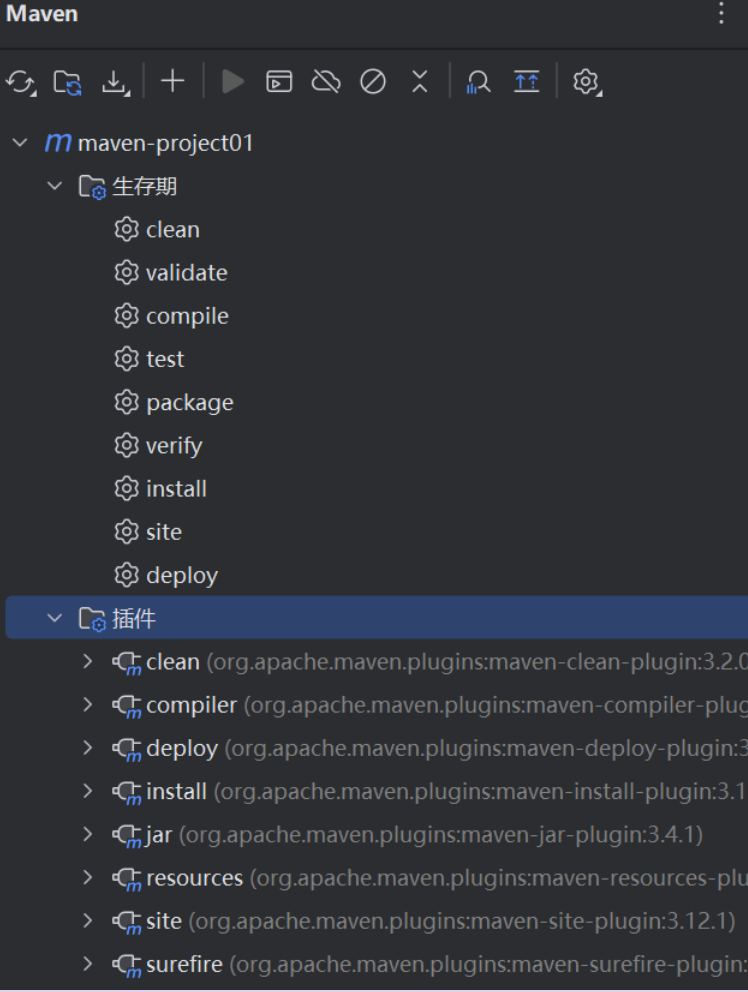 Maven
maven-project01
生存期
clean
validate
compile
test
package
verify
install
site
deploy
插件
clean (org.apache.maven.plugins:maven-clean-plugin:3.2.0
compiler (org.apache.maven.plugins:maven-compiler-plug
deploy (org.apache.maven.plugins:maven-deploy-plugin:3
install (org.apache.maven.plugins:maven-install-plugin:3.1
jar (org.apache.maven.plugins:maven-jar-plugin:3.4.1)
resources (org.apache.maven.plugins:maven-resources-plu
site (org.apache.maven.plugins:maven-site-plugin:3.12.1)
surefire (org.apache.maven.plugins:maven-surefire-plugin: